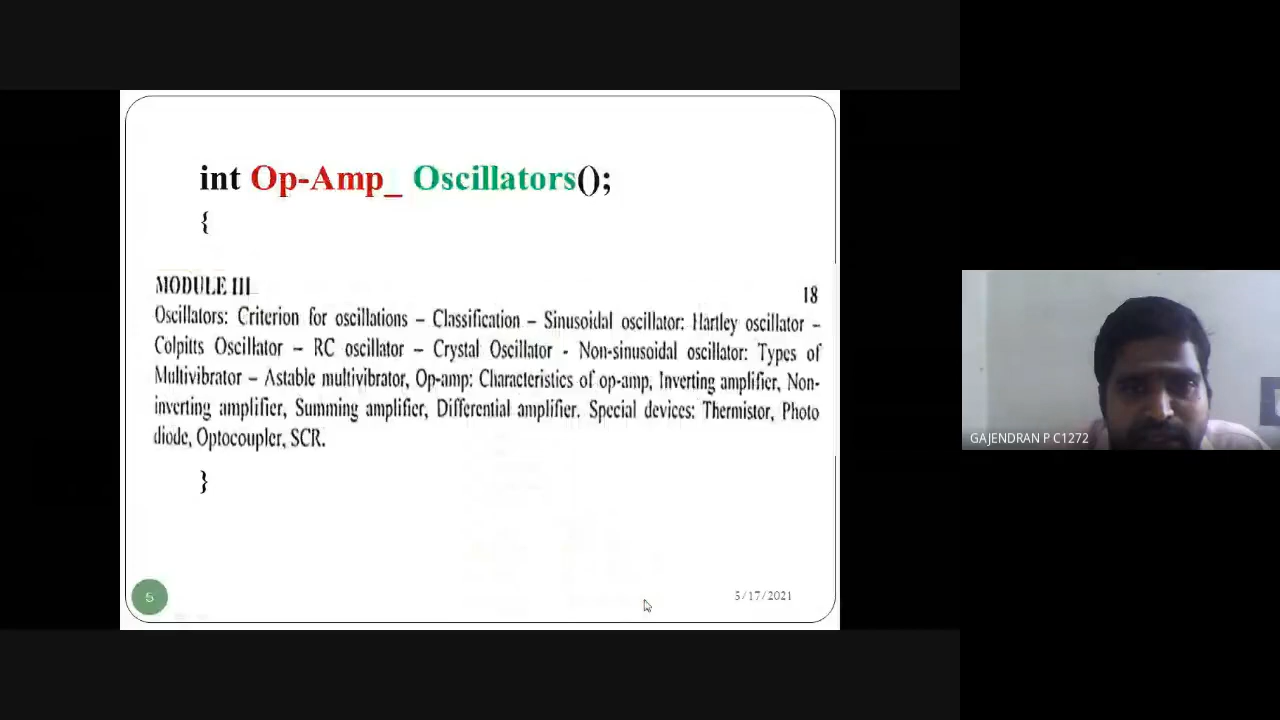 int Op-Amp_ Oscillators();
{
MODULE III
18
Oscillators: Criterion for oscillations – Classification – Sinusoidal oscillator: Hartley oscillator –
Colpitts Oscillator – RC oscillator – Crystal Oscillator - Non-sinusoidal oscillator: Types of
Multivibrator – Astable multivibrator, Op-amp: Characteristics of op-amp, Inverting amplifier, Non-
inverting amplifier, Summing amplifier, Differential amplifier. Special devices: Thermistor, Photo
diode, Optocoupler, SCR.
}
5
5/17/2021
GAJENDRAN P C1272